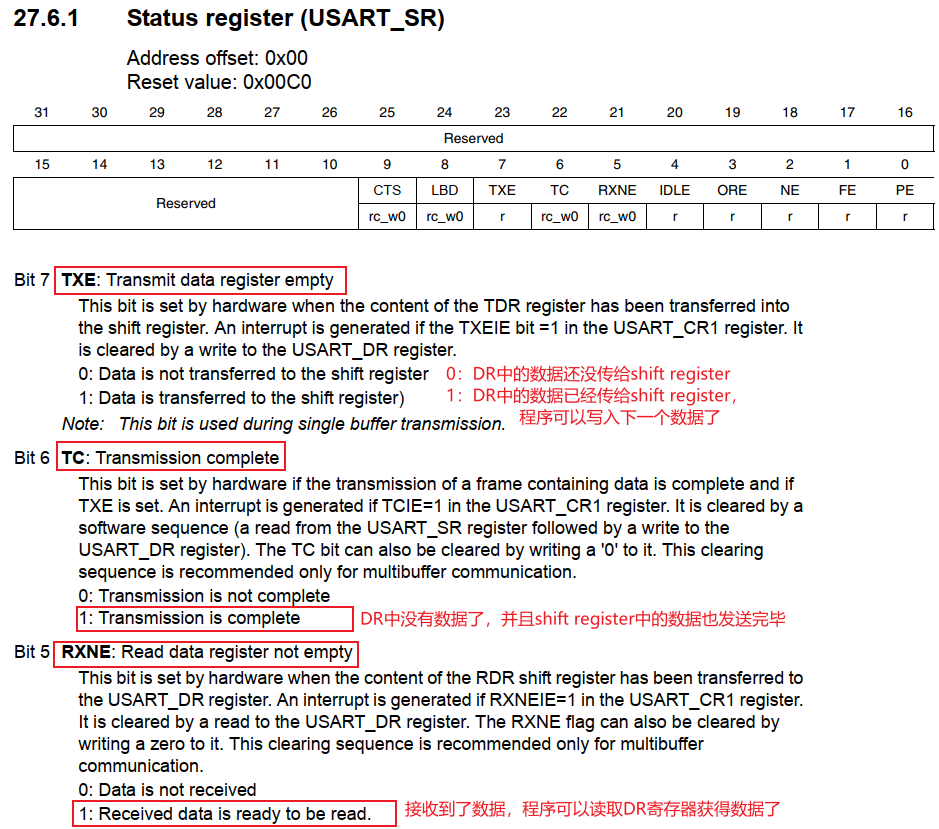 27.6.1 Status register (USART_SR)
Address offset: 0x00
Reset value: 0x00C0
31 30 29 28 27 26 25 24 23 22 21 20 19 18 17 16
Reserved
15 14 13 12 11 10 9 8 7 6 5 4 3 2 1 0
Reserved CTS LBD TXE TC RXNE IDLE ORE NE FE PE
rc_w0 rc_w0 r rc_w0 rc_w0 r r r r r
Bit 7 TXE: Transmit data register empty
This bit is set by hardware when the content of the TDR register has been transferred into
the shift register. An interrupt is generated if the TXEIE bit =1 in the USART_CR1 register. It
is cleared by a write to the USART_DR register.
0: Data is not transferred to the shift register 0：DR中的数据还没传给shift register
1: Data is transferred to the shift register) 1：DR中的数据已经传给shift register，
程序可以写入下一个数据了
Note: This bit is used during single buffer transmission.
Bit 6 TC: Transmission complete
This bit is set by hardware if the transmission of a frame containing data is complete and if
TXE is set. An interrupt is generated if TCIE=1 in the USART_CR1 register. It is cleared by a
software sequence (a read from the USART_SR register followed by a write to the
USART_DR register). The TC bit can also be cleared by writing a '0' to it. This clearing
sequence is recommended only for multibuffer communication.
0: Transmission is not complete
1: Transmission is complete DR中没有数据了，并且shift register中的数据也发送完毕
Bit 5 RXNE: Read data register not empty
This bit is set by hardware when the content of the RDR shift register has been transferred to
the USART_DR register. An interrupt is generated if RXNEIE=1 in the USART_CR1 register.
It is cleared by a read to the USART_DR register. The RXNE flag can also be cleared by
writing a zero to it. This clearing sequence is recommended only for multibuffer
communication.
0: Data is not received
1: Received data is ready to be read. 接收到了数据，程序可以读取DR寄存器获得数据了